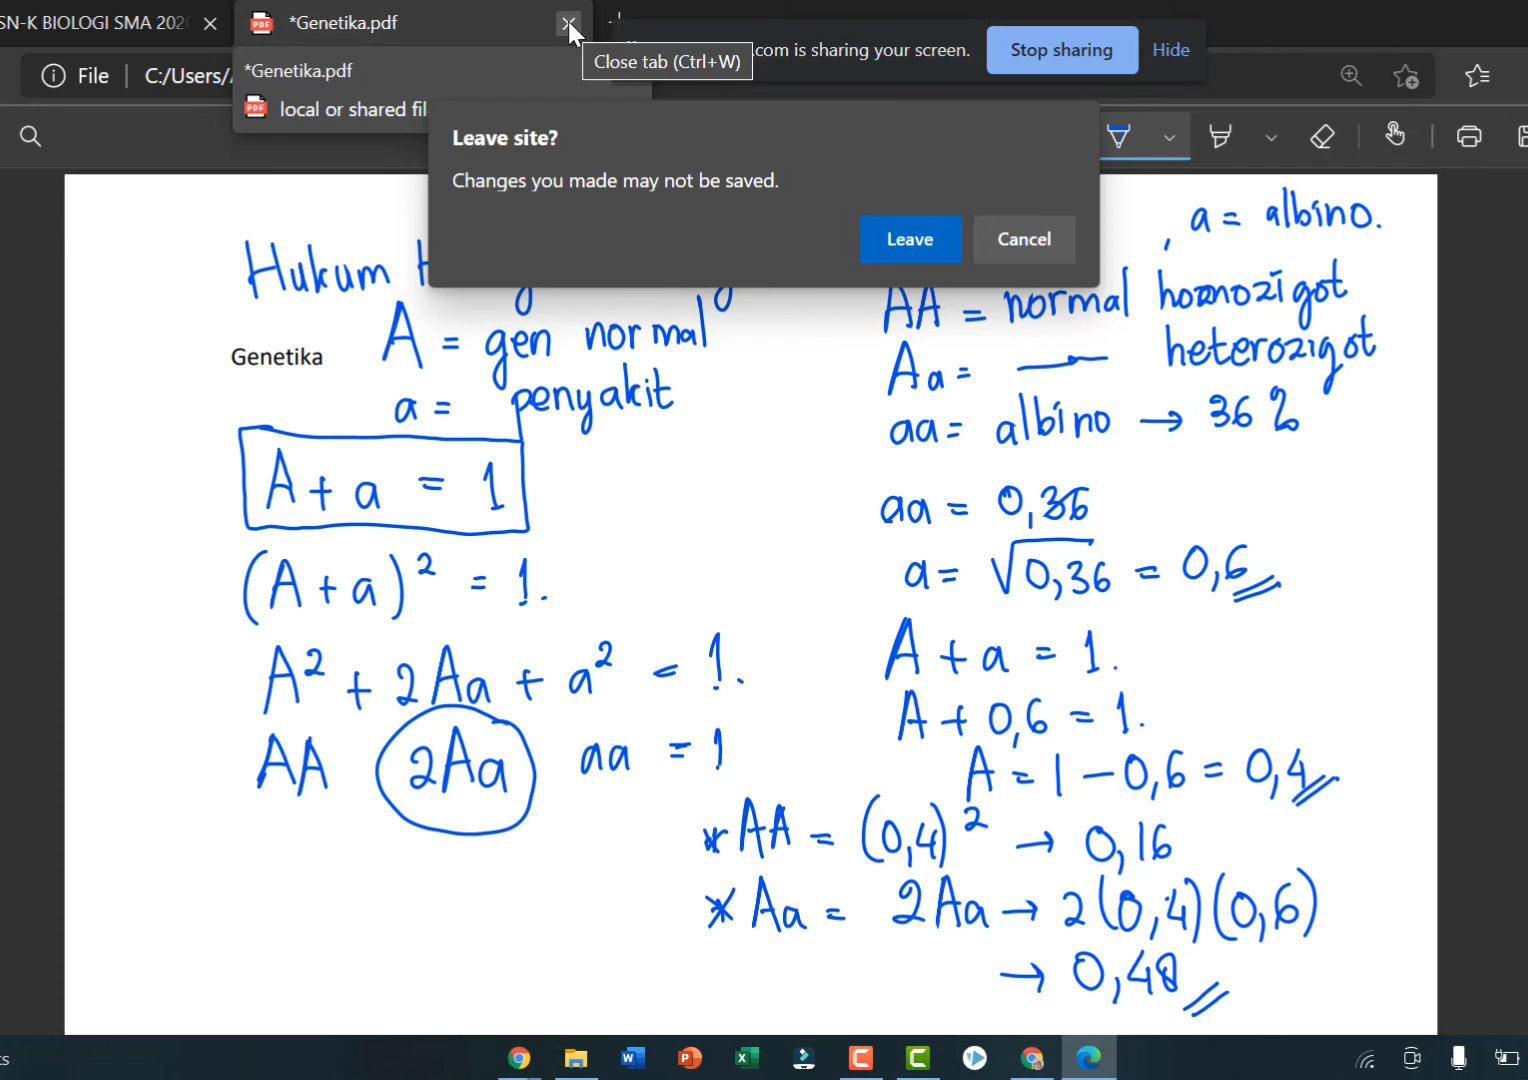 SN-K BIOLOGI SMA 202
*Genetika.pdf
.com is sharing your screen.
Stop sharing
Hide
Close tab (Ctrl+W)
File
C:/Users/
*Genetika.pdf
local or shared fil
Leave site?
Changes you made may not be saved.
Leave
Cancel
Hukum
A = gen normal
Genetika
a = penyakit
A + a = 1
(A + a)² = 1.
A² + 2Aa + a² = 1.
AA 2Aa aa = 1
, a = albino.
AA = normal homozigot
Aa = — heterozigot
aa = albino → 36 %
aa = 0,36
a = √0,36 = 0,6
A + a = 1.
A + 0,6 = 1.
A = 1 – 0,6 = 0,4
* AA = (0,4)² → 0,16
* Aa = 2Aa → 2(0,4)(0,6)
→ 0,48